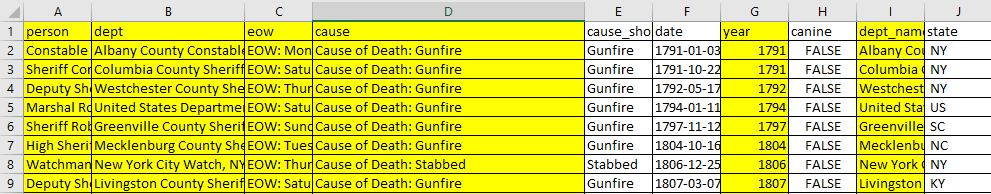 A B C D E F G H I J
1 person dept eow cause cause_sho date year canine dept_name state
2 Constable Albany County Constable EOW: Mon Cause of Death: Gunfire Gunfire 1791-01-03 1791 FALSE Albany Cou NY
3 Sheriff Cor Columbia County Sheriff EOW: Satu Cause of Death: Gunfire Gunfire 1791-10-22 1791 FALSE Columbia NY
4 Deputy Sh Westchester County She EOW: Thur Cause of Death: Gunfire Gunfire 1792-05-17 1792 FALSE Westchest NY
5 Marshal Ro United States Departme EOW: Satu Cause of Death: Gunfire Gunfire 1794-01-11 1794 FALSE United Sta US
6 Sheriff Rob Greenville County Sherif EOW: Sund Cause of Death: Gunfire Gunfire 1797-11-12 1797 FALSE Greenville SC
7 High Sheri Mecklenburg County She EOW: Tues Cause of Death: Gunfire Gunfire 1804-10-16 1804 FALSE Mecklenbu NC
8 Watchman New York City Watch, NY EOW: Thur Cause of Death: Stabbed Stabbed 1806-12-25 1806 FALSE New York NY
9 Deputy Sh Livingston County Sherif EOW: Satu Cause of Death: Gunfire Gunfire 1807-03-07 1807 FALSE Livingston KY